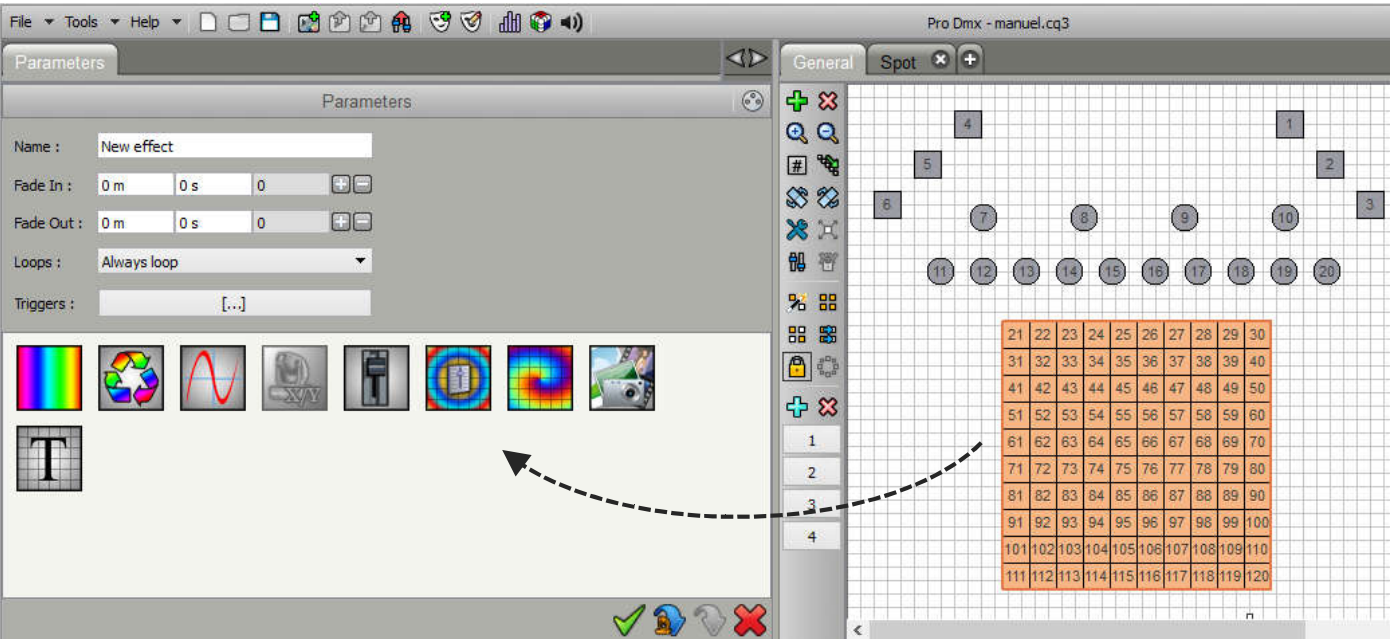 File Tools Help
Pro Dmx - manuel.cq3
Parameters
General Spot
Parameters
Name : New effect
Fade In : 0 m 0 s 0
Fade Out : 0 m 0 s 0
Loops : Always loop
Triggers : [...]
X/Y
T
#
1
2
3
4
4 1
5 2
6 3
7 8 9 10
11 12 13 14 15 16 17 18 19 20
21 22 23 24 25 26 27 28 29 30
31 32 33 34 35 36 37 38 39 40
41 42 43 44 45 46 47 48 49 50
51 52 53 54 55 56 57 58 59 60
61 62 63 64 65 66 67 68 69 70
71 72 73 74 75 76 77 78 79 80
81 82 83 84 85 86 87 88 89 90
91 92 93 94 95 96 97 98 99 100
101 102 103 104 105 106 107 108 109 110
111 112 113 114 115 116 117 118 119 120